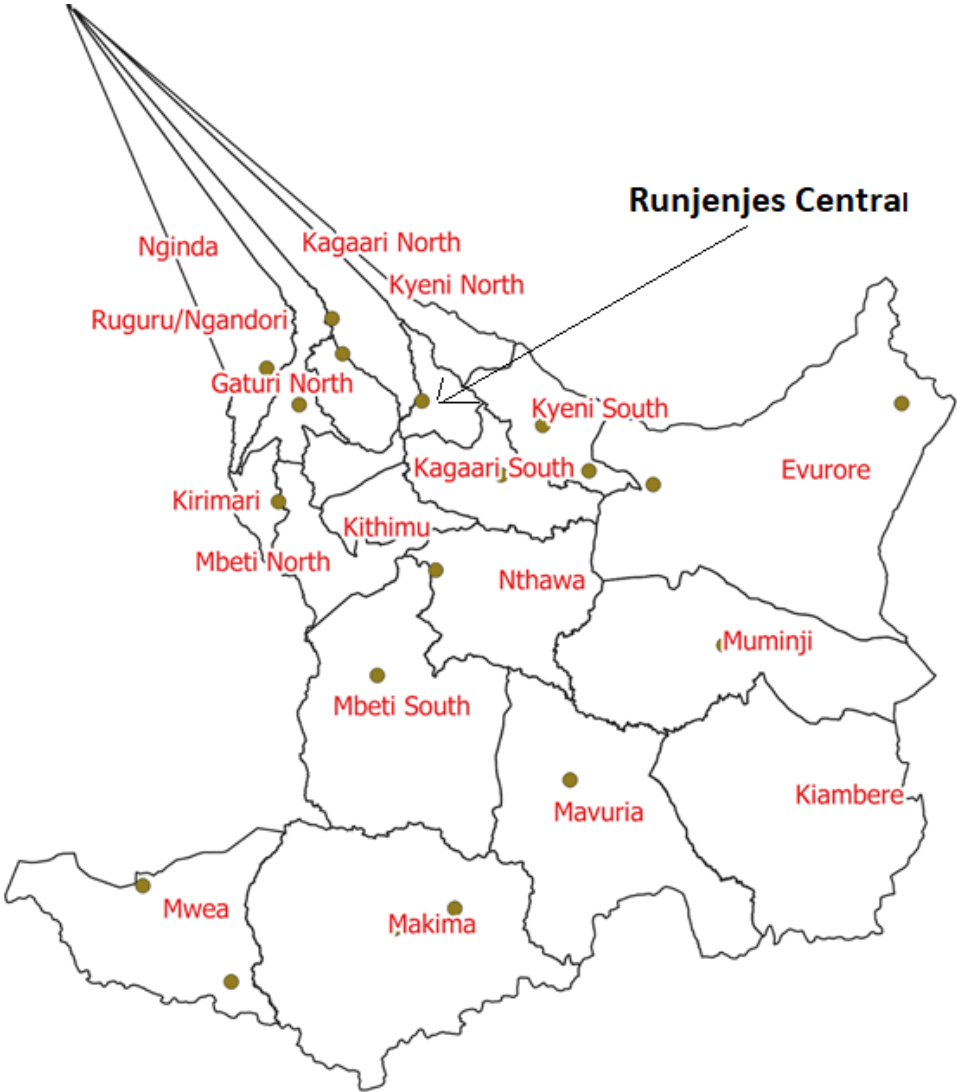 Runjenjes Central
Kagaari North
Nginda
Kyeni North
Ruguru/Ngandori
Gaturi North
Kyeni South
Kagaari South
Evurore
Kirimari
Kithimu
Mbeti North
Nthawa
Muminji
Mbeti South
Kiambere
Mavuria
Mwea
Makima